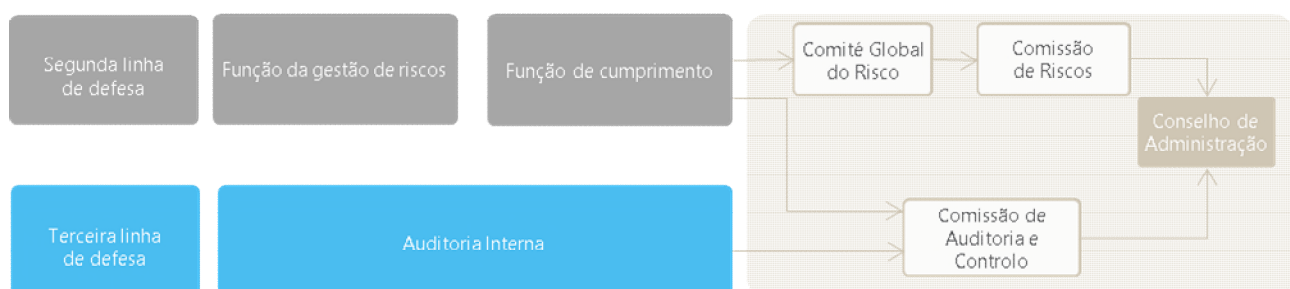 Segunda linha
de defesa
Função da gestão de riscos
Função de cumprimento
Comité Global
do Risco
Comissão
de Riscos
Conselho de
Administração
Terceira linha
de defesa
Auditoria Interna
Comissão de
Auditoria e
Controlo